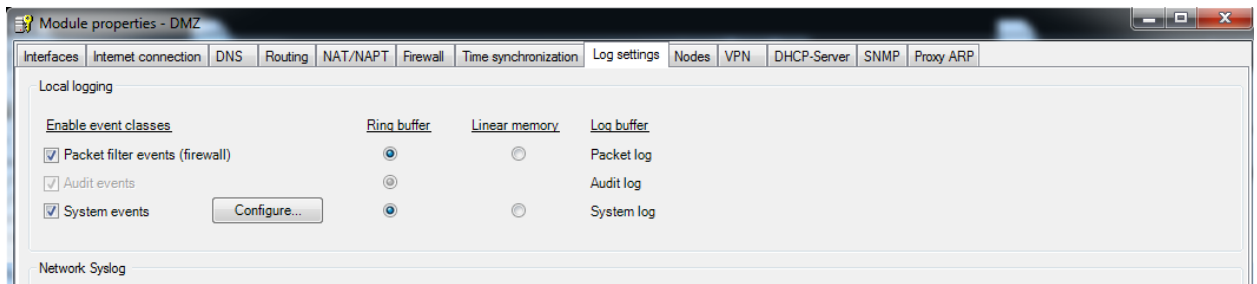 Module properties - DMZ
Interfaces Internet connection DNS Routing NAT/NAPT Firewall Time synchronization Log settings Nodes VPN DHCP-Server SNMP Proxy ARP
Local logging
Enable event classes Ring buffer Linear memory Log buffer
Packet filter events (firewall) Packet log
Audit events Audit log
System events Configure... System log
Network Syslog